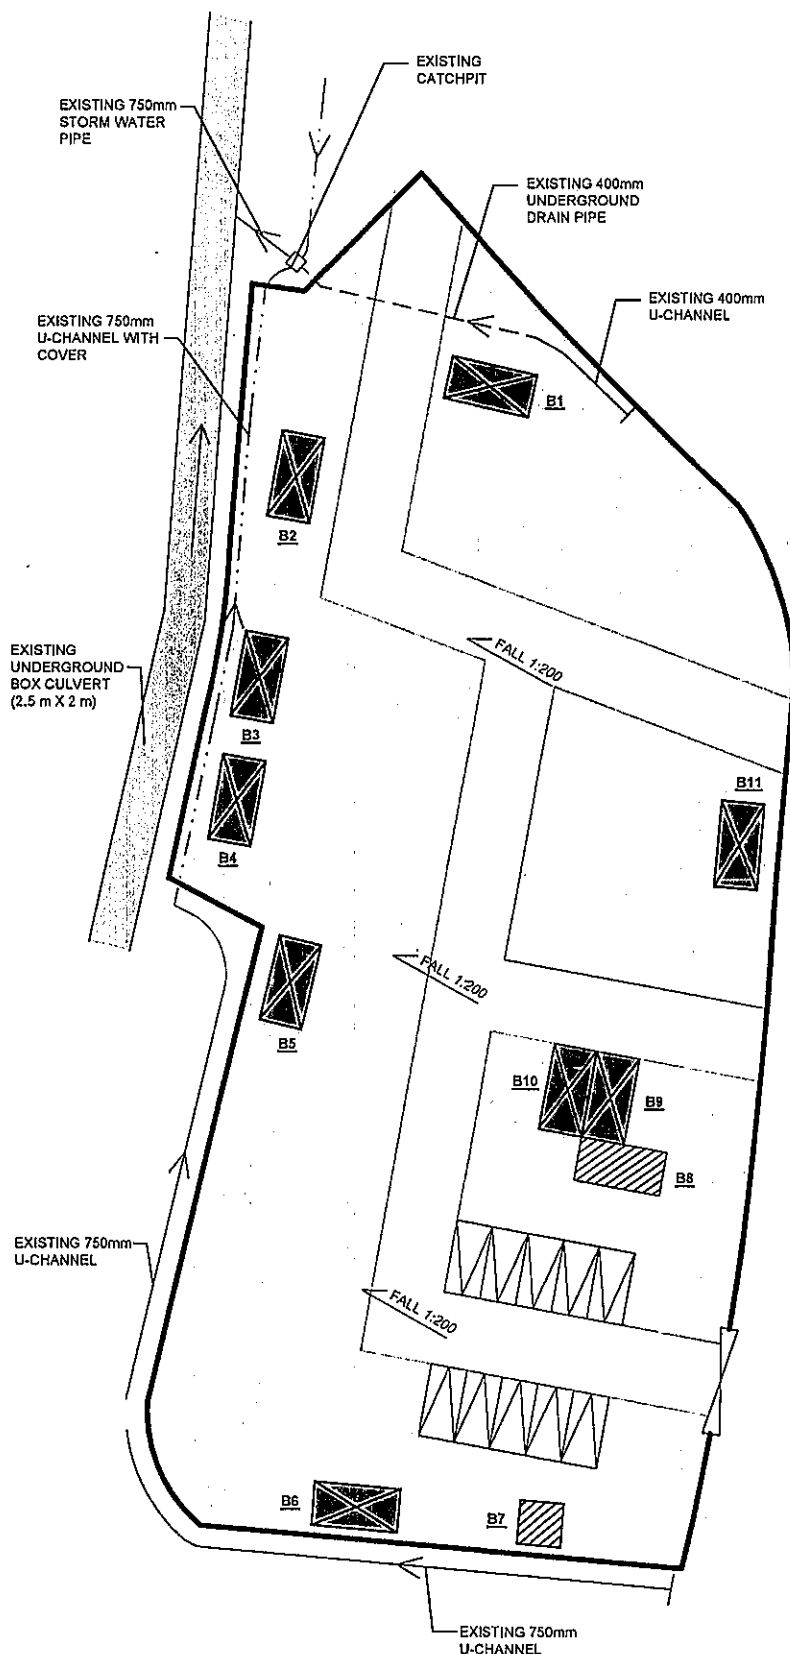 EXISTING
CATCHPIT
EXISTING 750mm
STORM WATER
PIPE
EXISTING 400mm
UNDERGROUND
DRAIN PIPE
EXISTING 400mm
U-CHANNEL
EXISTING 750mm
U-CHANNEL WITH
COVER
B1
B2
EXISTING
UNDERGROUND
BOX CULVERT
(2.5 m X 2 m)
FALL 1:200
B3
B11
B4
FALL 1:200
B5
B10
B9
B8
EXISTING 750mm
U-CHANNEL
FALL 1:200
B6
B7
EXISTING 750mm
U-CHANNEL